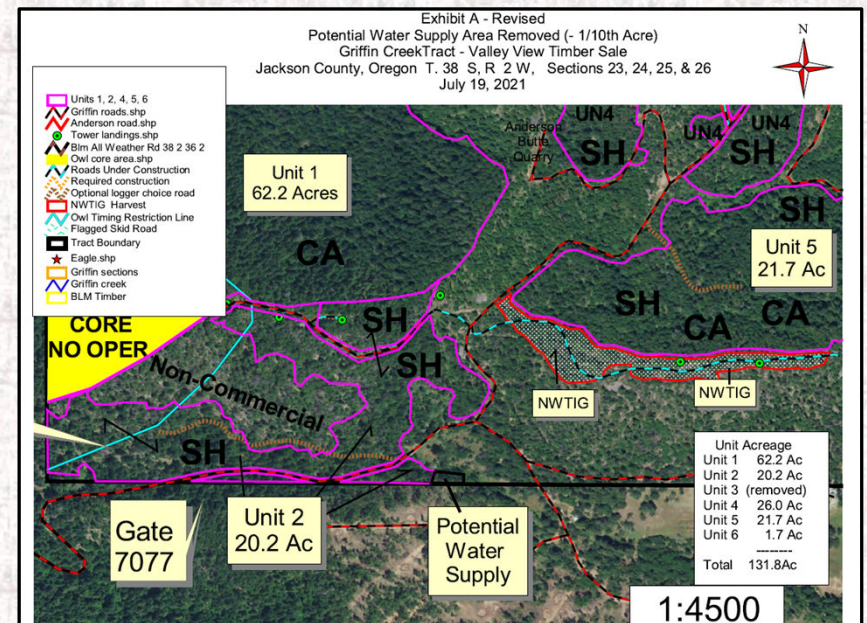 Exhibit A - Revised
Potential Water Supply Area Removed (- 1/10th Acre)
Griffin CreekTract - Valley View Timber Sale
Jackson County, Oregon T. 38 S, R 2 W, Sections 23, 24, 25, & 26
July 19, 2021
N
Units 1, 2, 4, 5, 6
Griffin roads.shp
Anderson road.shp
Tower landings.shp
Blm All Weather Rd 38 2 36 2
Owl core area.shp
Roads Under Construction
Required construction
Optional logger choice road
NWTIG Harvest
Owl Timing Restriction Line
Flagged Skid Road
Tract Boundary
Eagle.shp
Griffin sections
Griffin creek
BLM Timber
Unit 1
62.2 Acres
CA
Anderson
Butte
Quarry
UN4
SH
UN4
UN4
SH
SH
Unit 5
21.7 Ac
SH
CA
CA
CORE
NO OPER
SH
SH
Non-Commercial
SH
NWTIG
NWTIG
Gate
7077
Unit 2
20.2 Ac
Potential
Water
Supply
Unit Acreage
Unit 1 62.2 Ac
Unit 2 20.2 Ac
Unit 3 (removed)
Unit 4 26.0 Ac
Unit 5 21.7 Ac
Unit 6 1.7 Ac
--------
Total 131.8Ac
1:4500